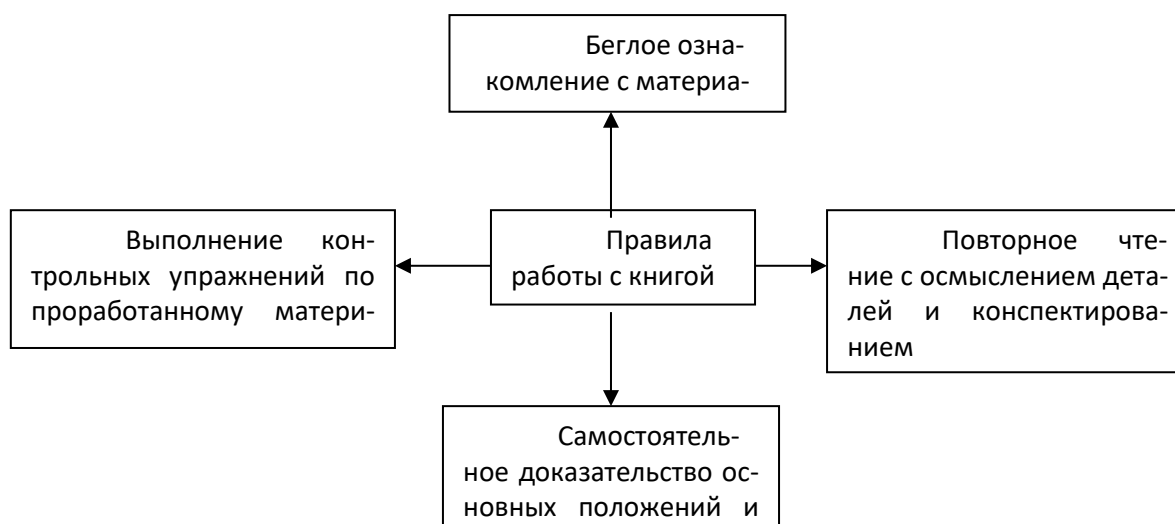 Беглое озна-
комление с материа-
Выполнение кон-
трольных упражнений по
проработанному матери-
Правила
работы с книгой
Повторное чте-
ние с осмыслением дета-
лей и конспектирова-
нием
Самостоятель-
ное доказательство ос-
новных положений и